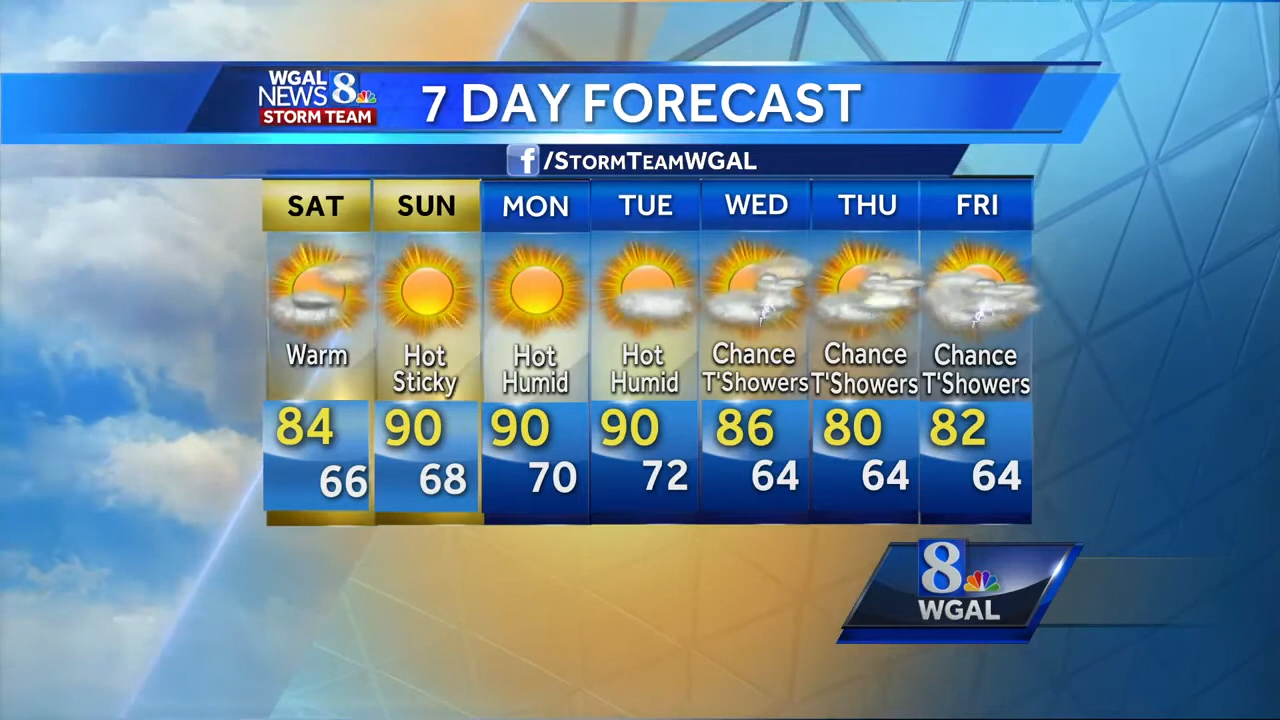 WGAL
NEWS 8
STORM TEAM
7 DAY FORECAST
f/STORMTEAMWGAL
SAT SUN MON TUE WED THU FRI
Warm Hot Hot Hot Chance Chance Chance
Sticky Humid Humid T'Showers T'Showers T'Showers
84 90 90 90 86 80 82
66 68 70 72 64 64 64
8
WGAL